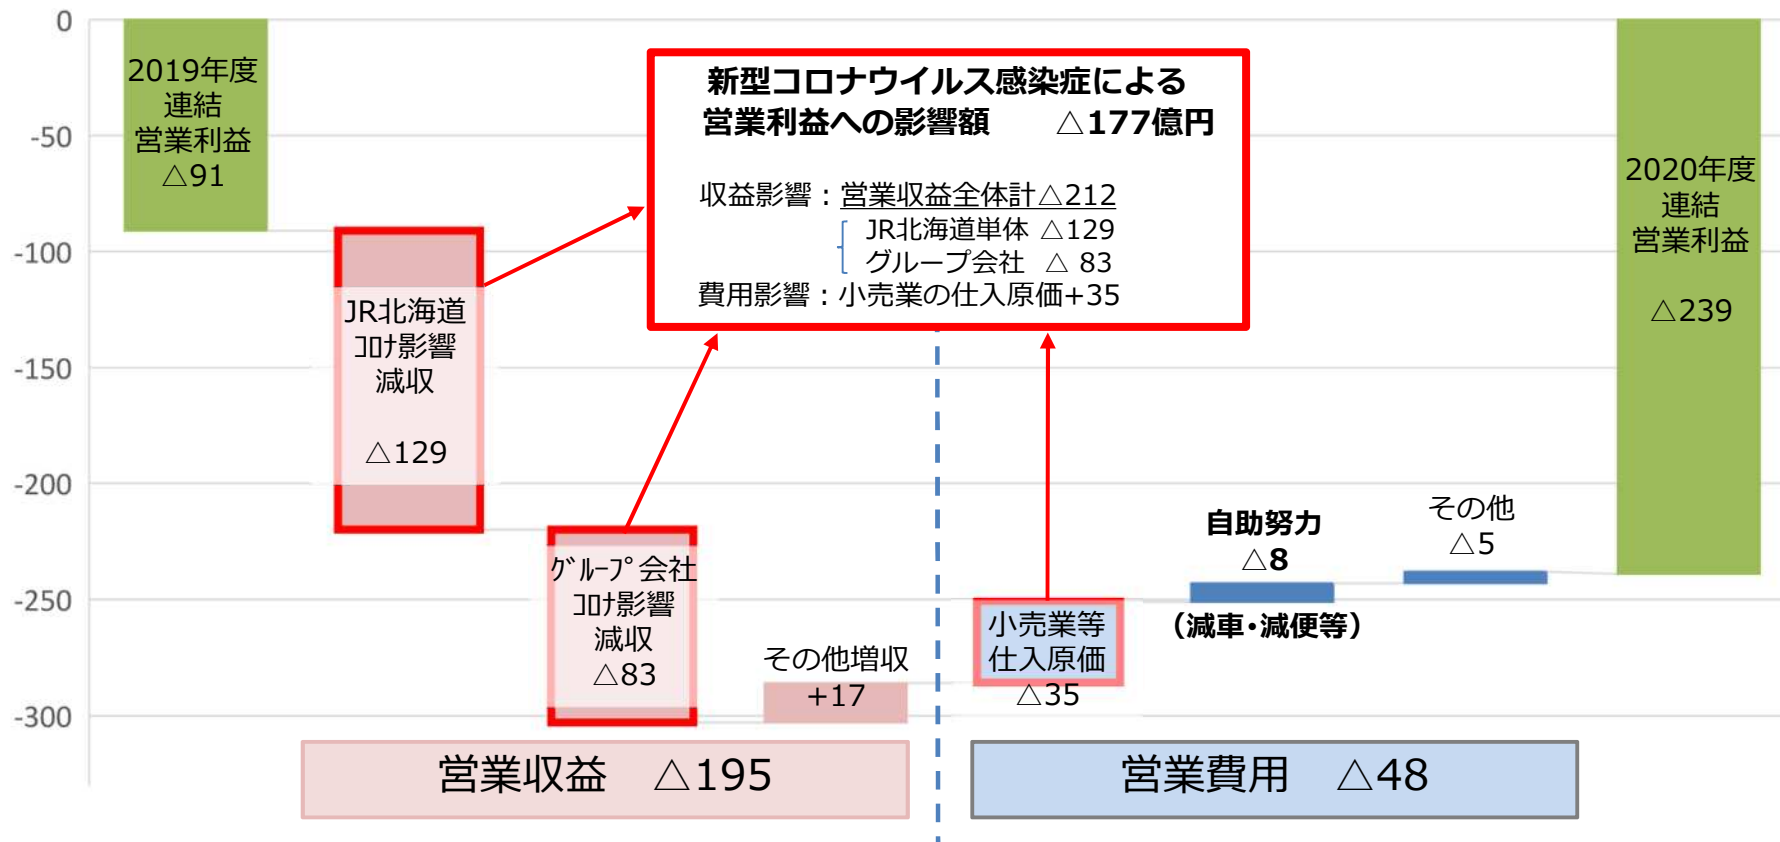 0
-50
-100
-150
-200
-250
-300
2019年度
連結
営業利益
△91
JR北海道
ｺﾛﾅ影響
減収
△129
ｸﾞﾙｰﾌﾟ会社
ｺﾛﾅ影響
減収
△83
その他増収
+17
新型コロナウイルス感染症による
営業利益への影響額　　△177億円
収益影響：営業収益全体計△212
JR北海道単体 △129
グループ会社 △ 83
費用影響：小売業の仕入原価+35
小売業等
仕入原価
△35
自助努力
△8
（減車・減便等）
その他
△5
2020年度
連結
営業利益
△239
営業収益　△195
営業費用　△48